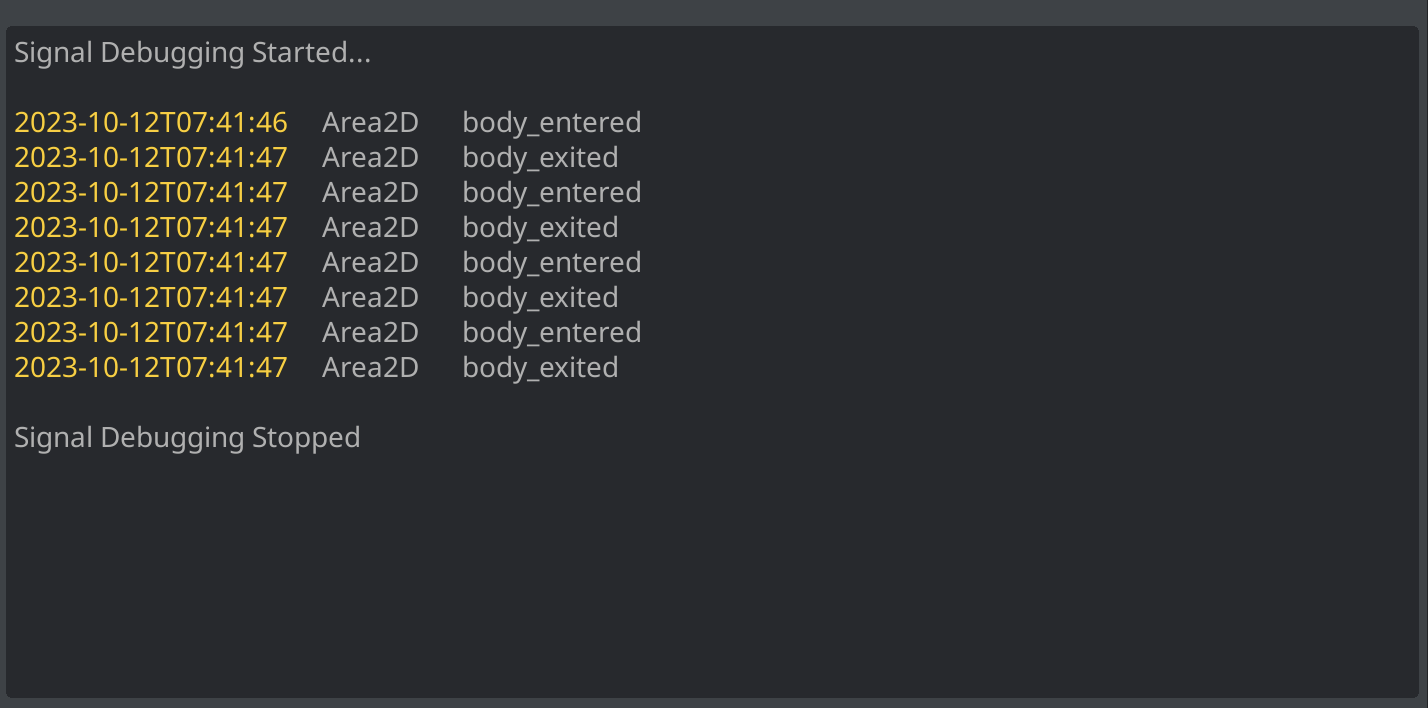 Signal Debugging Started...
2023-10-12T07:41:46 Area2D body_entered
2023-10-12T07:41:47 Area2D body_exited
2023-10-12T07:41:47 Area2D body_entered
2023-10-12T07:41:47 Area2D body_exited
2023-10-12T07:41:47 Area2D body_entered
2023-10-12T07:41:47 Area2D body_exited
2023-10-12T07:41:47 Area2D body_entered
2023-10-12T07:41:47 Area2D body_exited
Signal Debugging Stopped